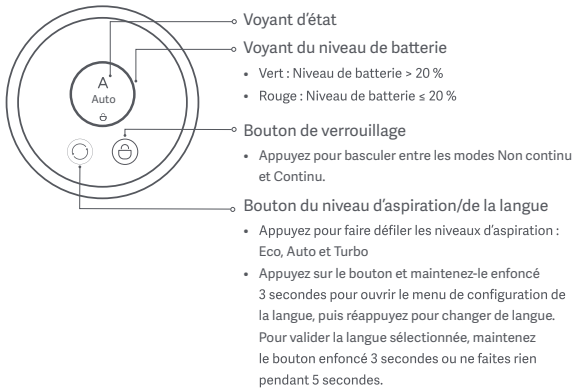 Voyant d'état
Voyant du niveau de batterie
• Vert : Niveau de batterie > 20 %
• Rouge : Niveau de batterie ≤ 20 %
A
Auto
Bouton de verrouillage
• Appuyez pour basculer entre les modes Non continu
et Continu.
Bouton du niveau d'aspiration/de la langue
• Appuyez pour faire défiler les niveaux d'aspiration :
Eco, Auto et Turbo
• Appuyez sur le bouton et maintenez-le enfoncé
3 secondes pour ouvrir le menu de configuration de
la langue, puis réappuyez pour changer de langue.
Pour valider la langue sélectionnée, maintenez
le bouton enfoncé 3 secondes ou ne faites rien
pendant 5 secondes.